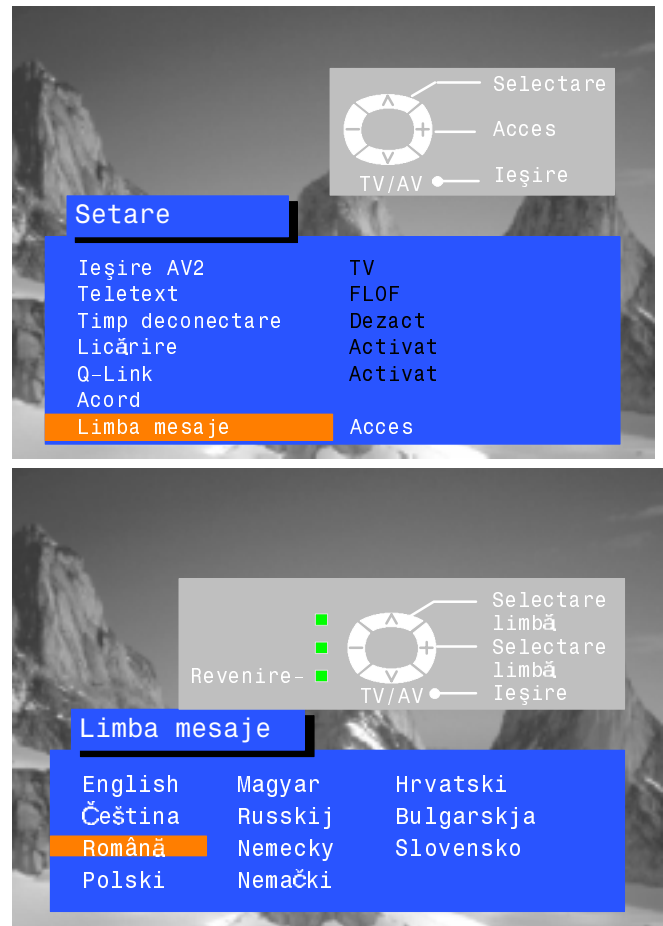 Selectare
Acces
TV/AV Ieşire
Setare
Ieşire AV2 TV
Teletext FLOF
Timp deconectare Dezact
Licărire Activat
Q-Link Activat
Acord
Limba mesaje Acces
Selectare
limbă
Selectare
limbă
Revenire-
TV/AV Ieşire
Limba mesaje
English Magyar Hrvatski
Čeština Russkij Bulgarskja
Română Nemecky Slovensko
Polski Nemački